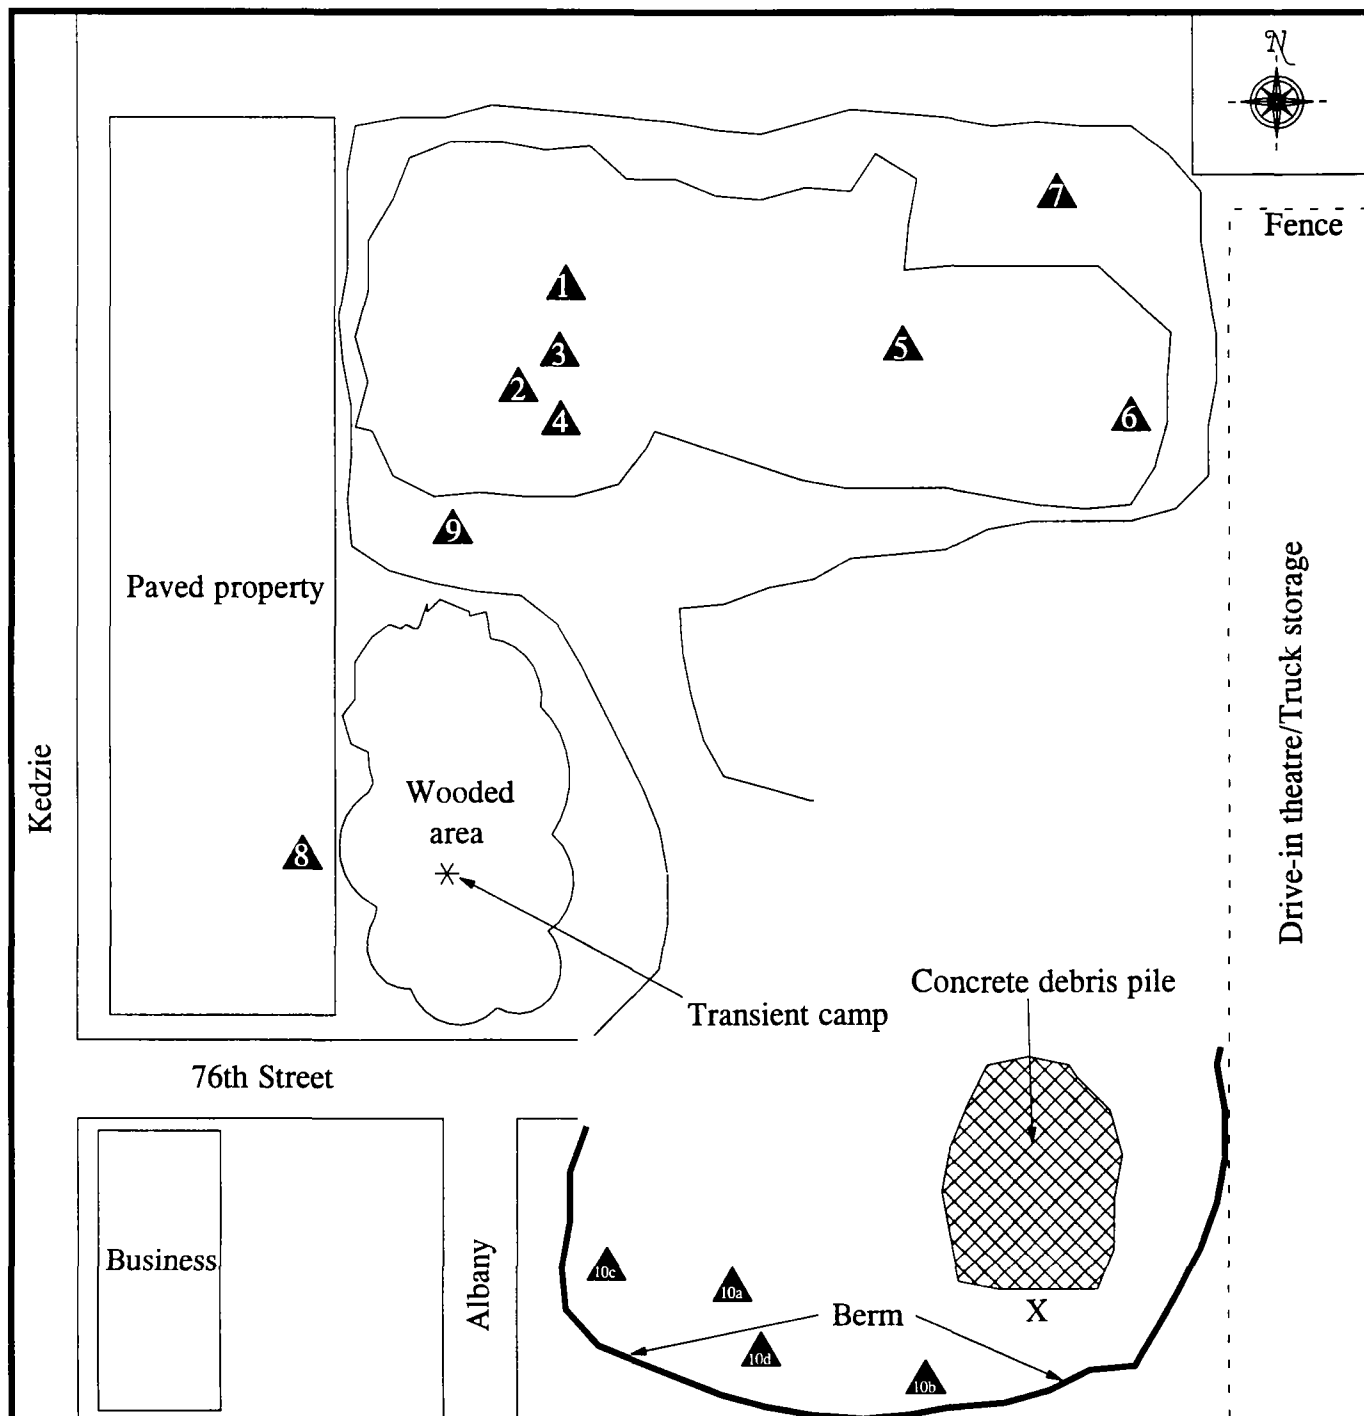 N
7
Fence
1
3
5
2
4
6
9
Paved property
Drive-in theatre/Truck storage
Kedzie
Wooded
area
8
Concrete debris pile
Transient camp
76th Street
Business
Albany
10c
10a
Berm
X
10d
10b